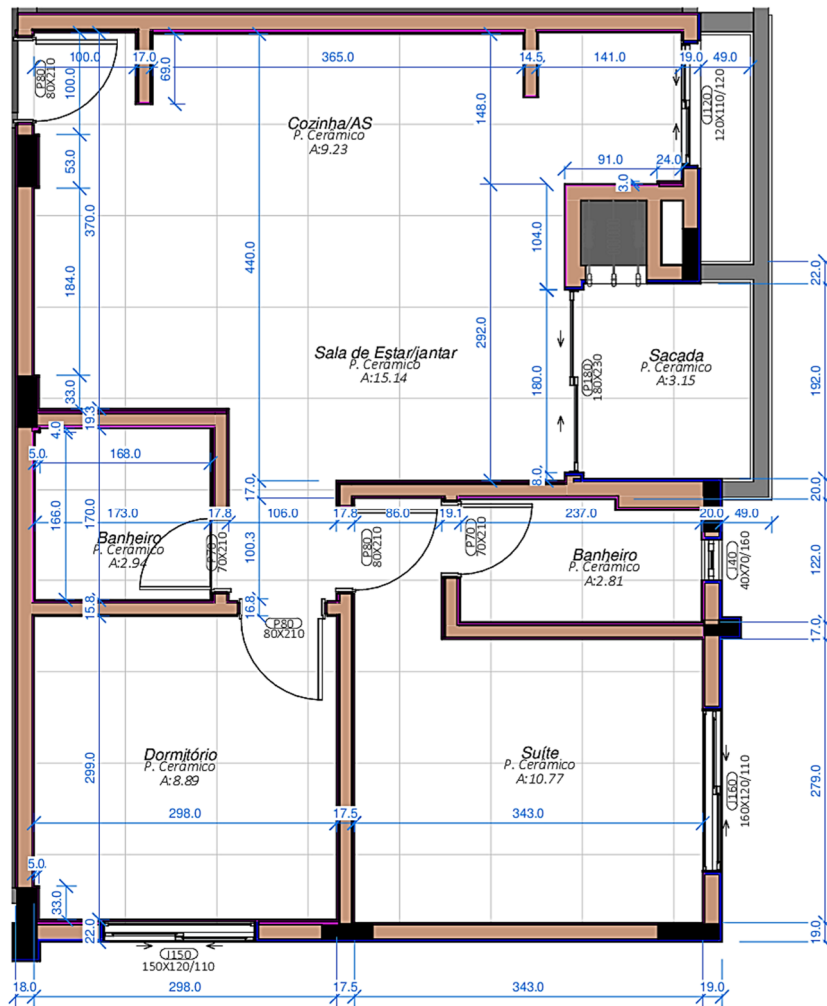 100.0
17.0
365.0
14.5
141.0
19.0
49.0
P80
80X210
100.0
69.0
148.0
J120
120X110/120
Cozinha/AS
P. Cerâmico
A:9.23
53.0
91.0
24.0
3.0
370.0
104.0
440.0
184.0
22.0
292.0
Sala de Estar/jantar
P. Cerâmico
A:15.14
Sacada
P. Cerâmico
A:3.15
P180
180X230
180.0
192.0
33.0
19.3
4.0
5.0
168.0
17.0
8.0
20.0
166.0
170.0
173.0
17.8
106.0
17.8
86.0
19.1
237.0
20.0
49.0
Banheiro
P. Cerâmico
A:2.94
P70
70X210
100.3
P80
80X210
P70
70X210
Banheiro
P. Cerâmico
A:2.81
J40
40X70/160
122.0
15.8
16.8
P80
80X210
17.0
Dormitório
P. Cerâmico
A:8.89
Suíte
P. Cerâmico
A:10.77
J160
160X120/110
299.0
279.0
298.0
17.5
343.0
5.0
33.0
22.0
19.0
J150
150X120/110
18.0
298.0
17.5
343.0
19.0